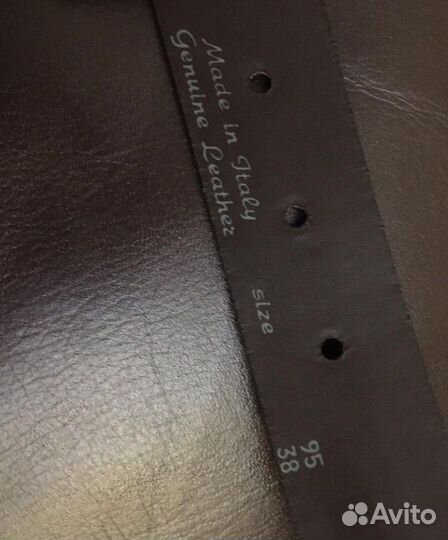 Made in Italy
Genuine Leather
size
95
38
Avito